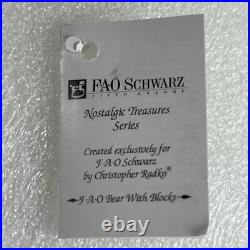 FAO SCHWARZ
FIFTH AVENUE
Nostalgic Treasures
Series
Created exclusively for
F·A·O Schwarz
by Christopher Radko®
F·A·O Bear With Blocks